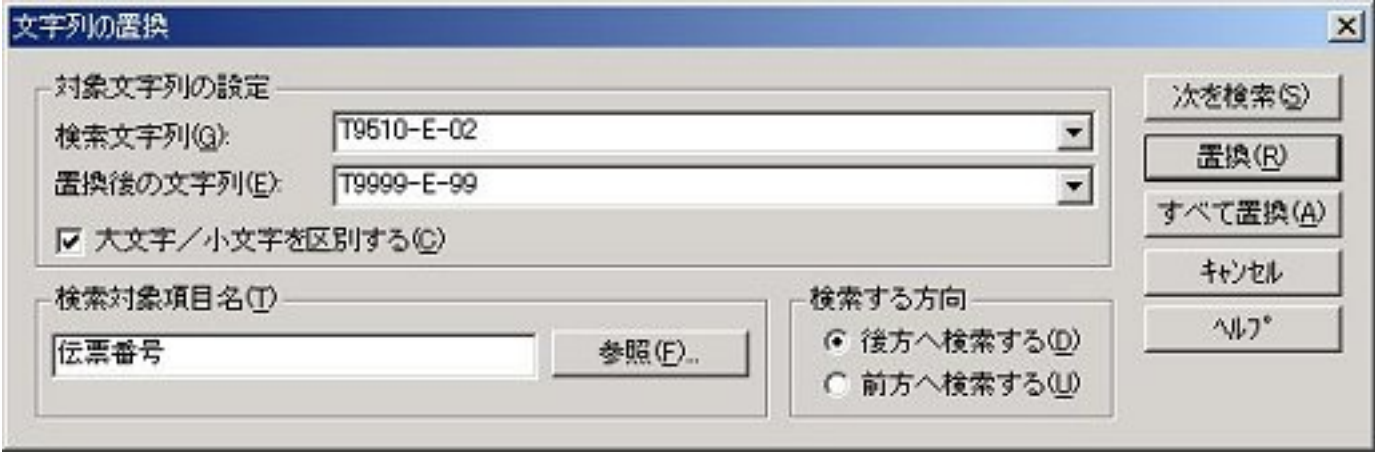 文字列の置換
対象文字列の設定
検索文字列(G):
T9510-E-02
置換後の文字列(E):
T9999-E-99
大文字/小文字を区別する(C)
検索対象項目名(T)
伝票番号
参照(F)...
検索する方向
後方へ検索する(D)
前方へ検索する(U)
次を検索(S)
置換(R)
すべて置換(A)
キャンセル
ヘルプ